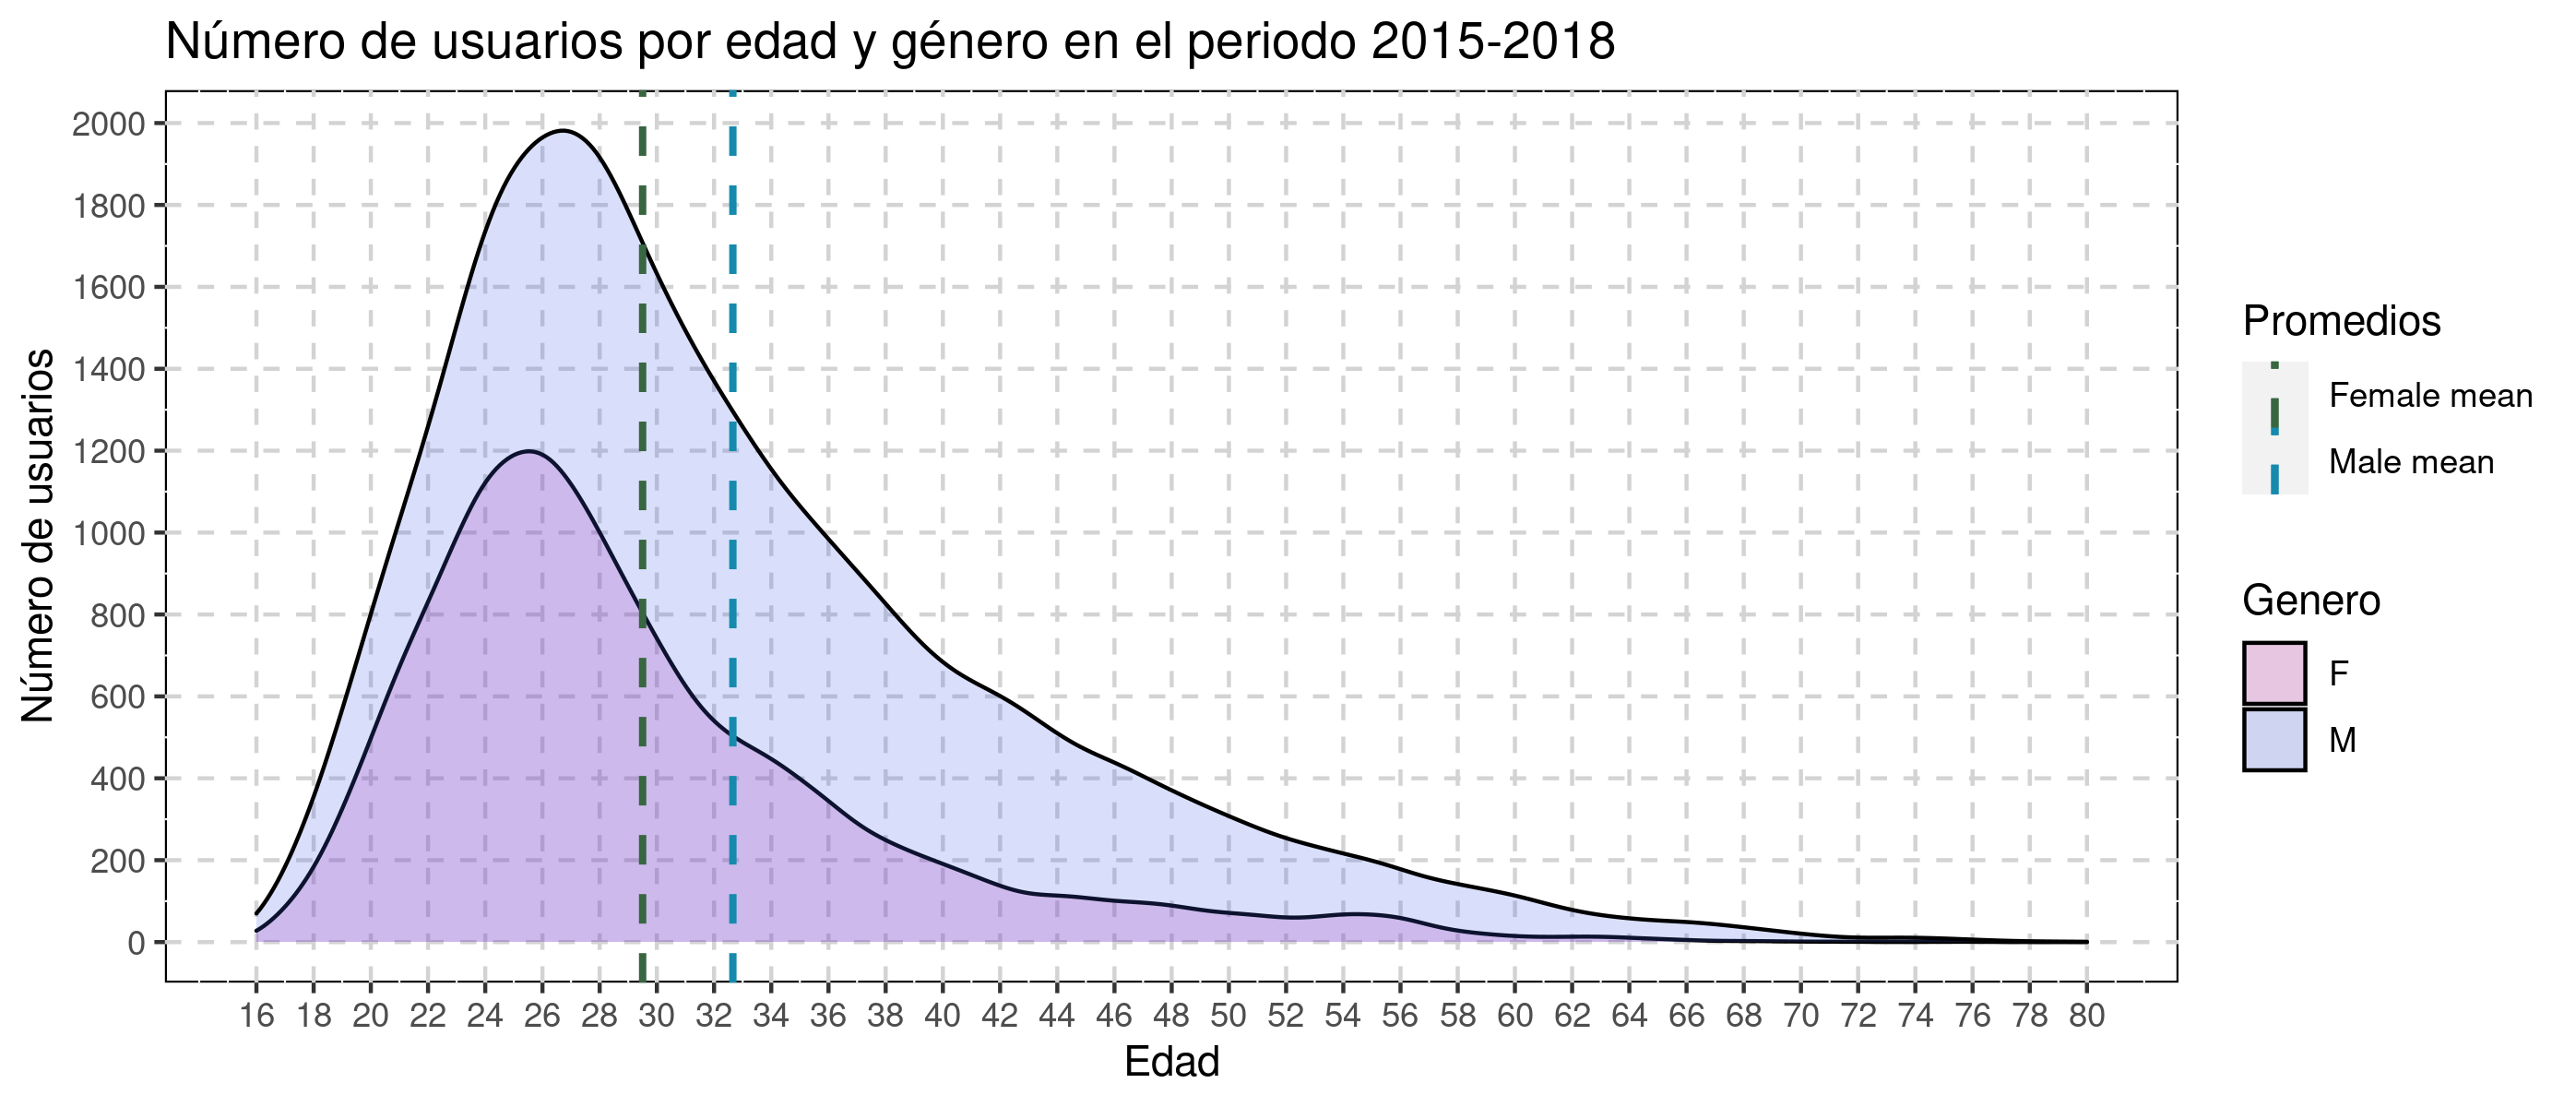 Número de usuarios por edad y género en el periodo 2015-2018
Número de usuarios
2000
1800
1600
1400
1200
1000
800
600
400
200
0
16 18 20 22 24 26 28 30 32 34 36 38 40 42 44 46 48 50 52 54 56 58 60 62 64 66 68 70 72 74 76 78 80
Edad
Promedios
Female mean
Male mean
Genero
F
M